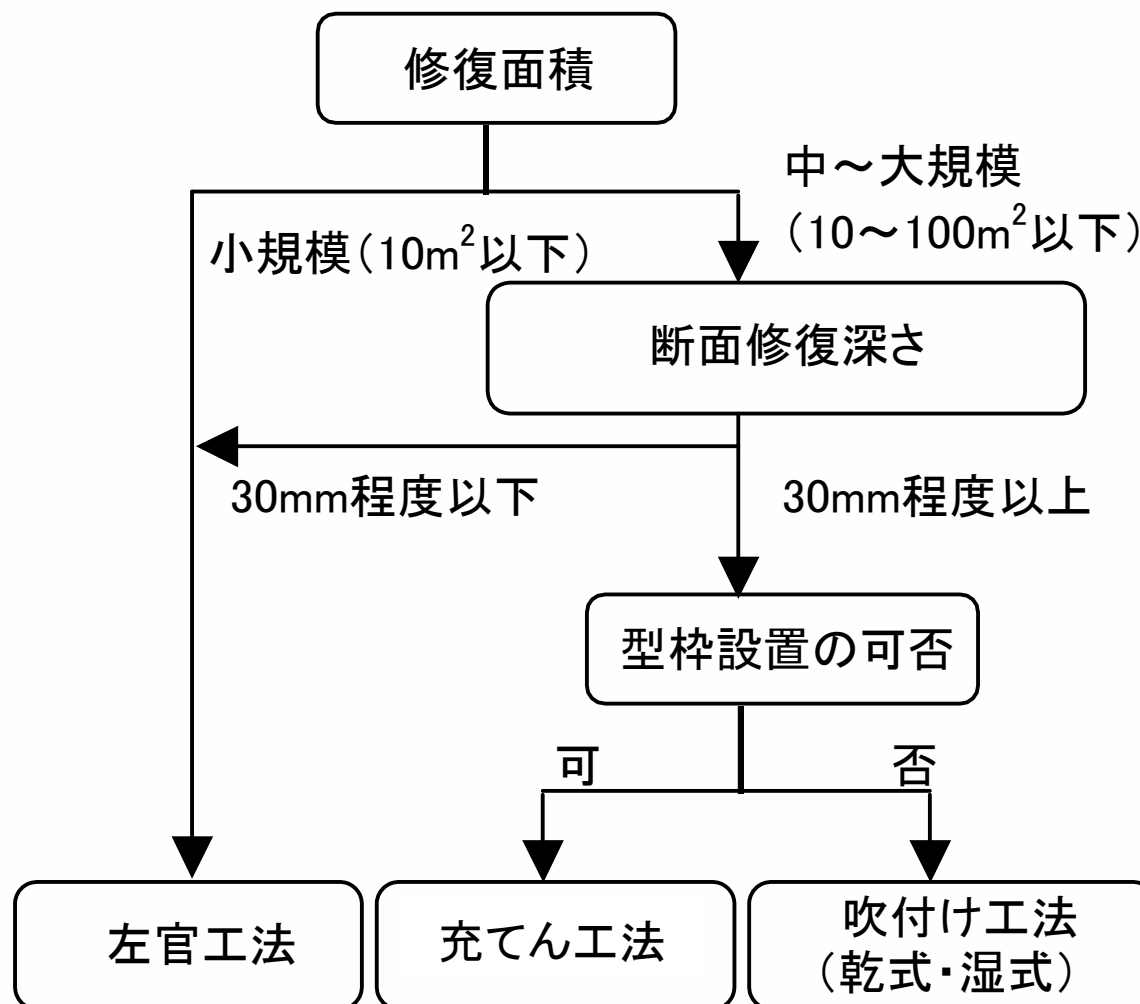 修復面積
中～大規模
(10～100m²以下)
小規模(10m²以下)
断面修復深さ
30mm程度以下
30mm程度以上
型枠設置の可否
可
否
左官工法
充てん工法
吹付け工法
(乾式・湿式)